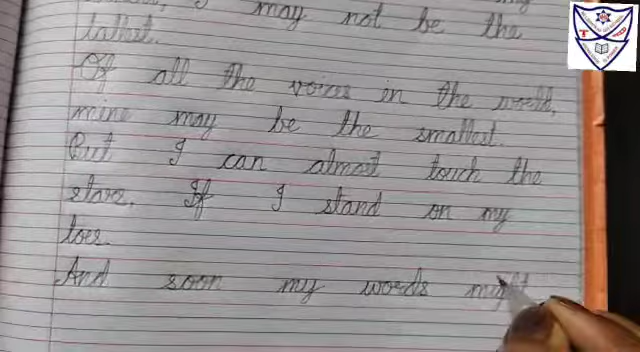 I may not be the
tallest.
Of all the voices in the world,
mine may be the smallest.
But I can almost touch the
stars. If I stand on my
toes.
And soon my words might